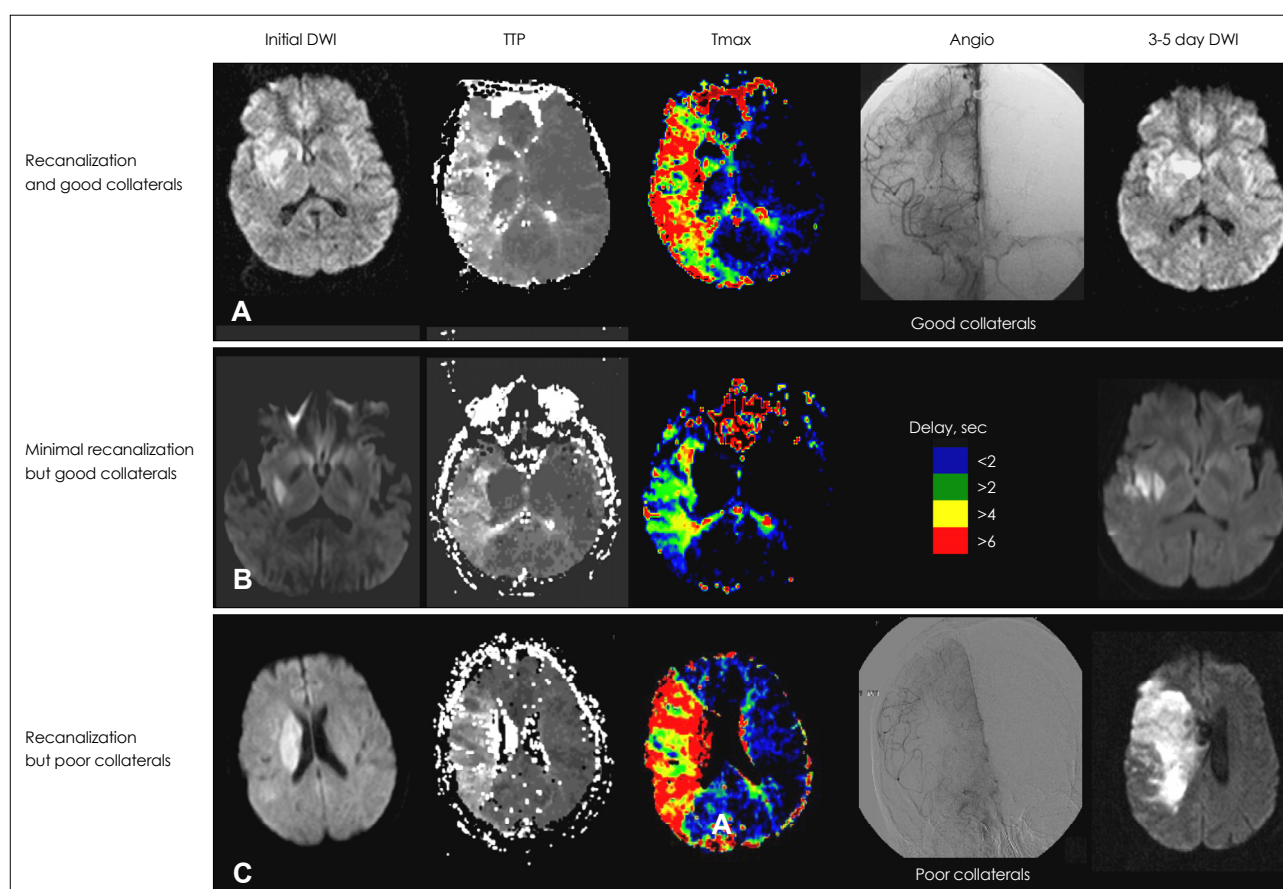 Initial DWI
TTP
Tmax
Angio
3-5 day DWI
Recanalization
and good collaterals
A
Good collaterals
Minimal recanalization
but good collaterals
B
Delay, sec
<2
>2
>4
>6
Recanalization
but poor collaterals
C
A
Poor collaterals